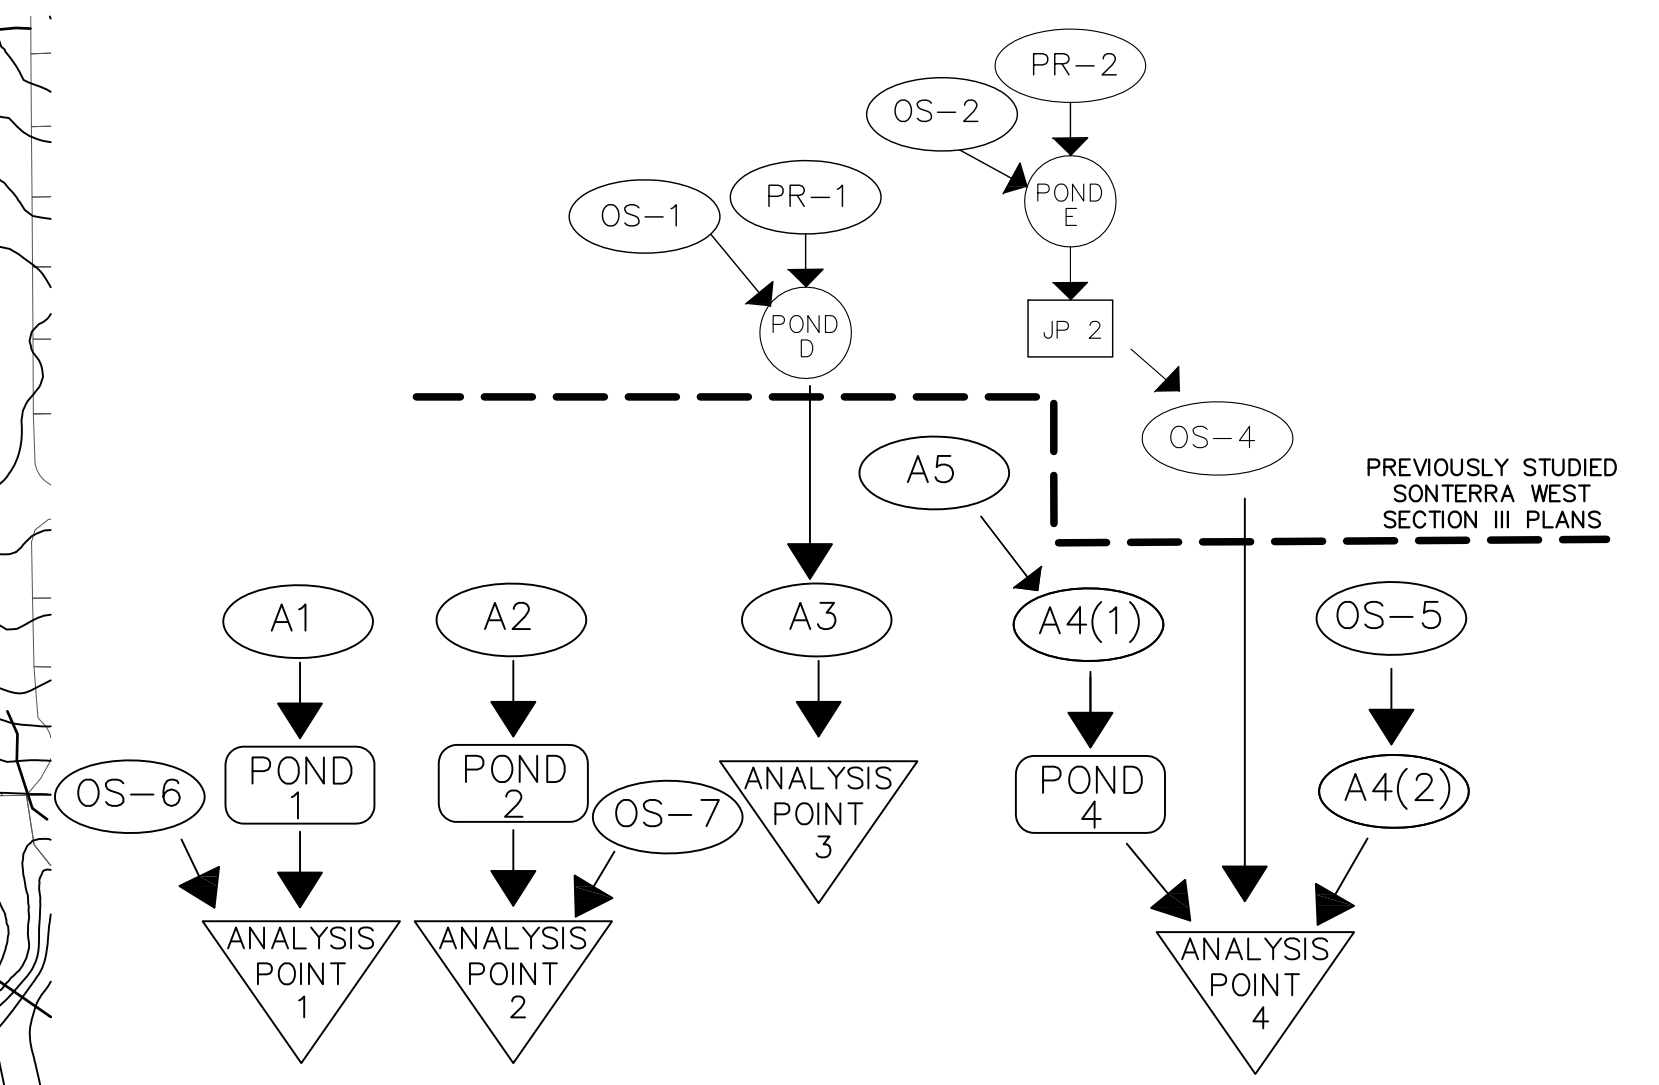 PR-2
OS-2
PR-1
OS-1
POND
E
POND
D
JP 2
OS-4
A5
PREVIOUSLY STUDIED
SONTERRA WEST
SECTION III PLANS
A1
A2
A3
A4(1)
OS-5
OS-6
POND
1
POND
2
OS-7
ANALYSIS
POINT
3
POND
4
A4(2)
ANALYSIS
POINT
1
ANALYSIS
POINT
2
ANALYSIS
POINT
4